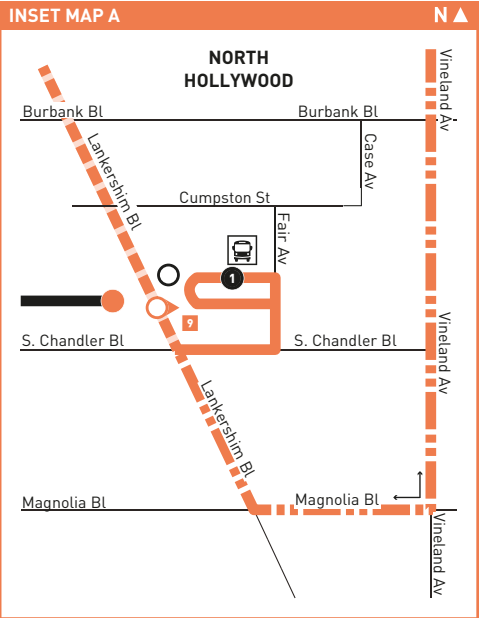 INSET MAP A
N
NORTH
HOLLYWOOD
Vineland Av
Burbank Bl
Burbank Bl
Lankershim Bl
Case Av
Cumpston St
Fair Av
1
9
S. Chandler Bl
S. Chandler Bl
Vineland Av
Lankershim Bl
Magnolia Bl
Magnolia Bl
Vineland Av